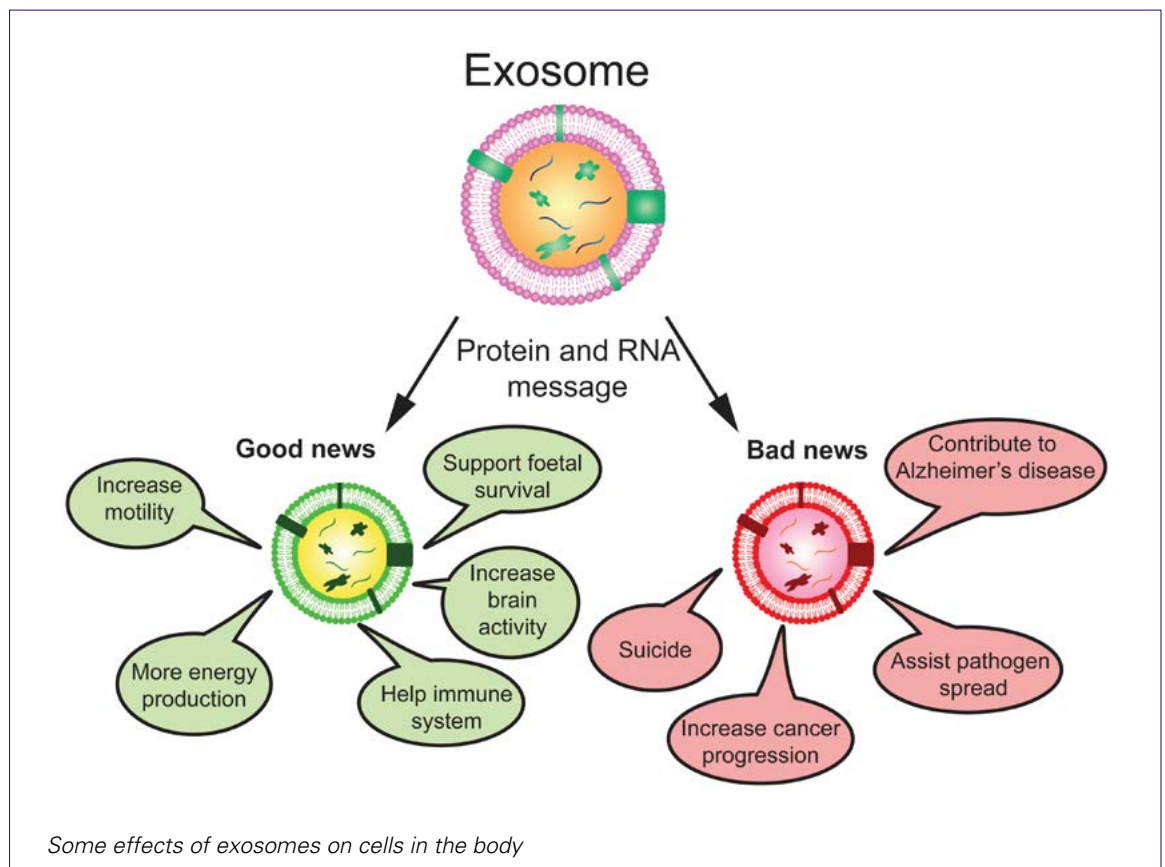 Exosome
Protein and RNA
message
Good news
Increase
motility
Support foetal
survival
Increase
brain
activity
More energy
production
Help immune
system
Bad news
Contribute to
Alzheimer's disease
Suicide
Assist pathogen
spread
Increase cancer
progression
Some effects of exosomes on cells in the body